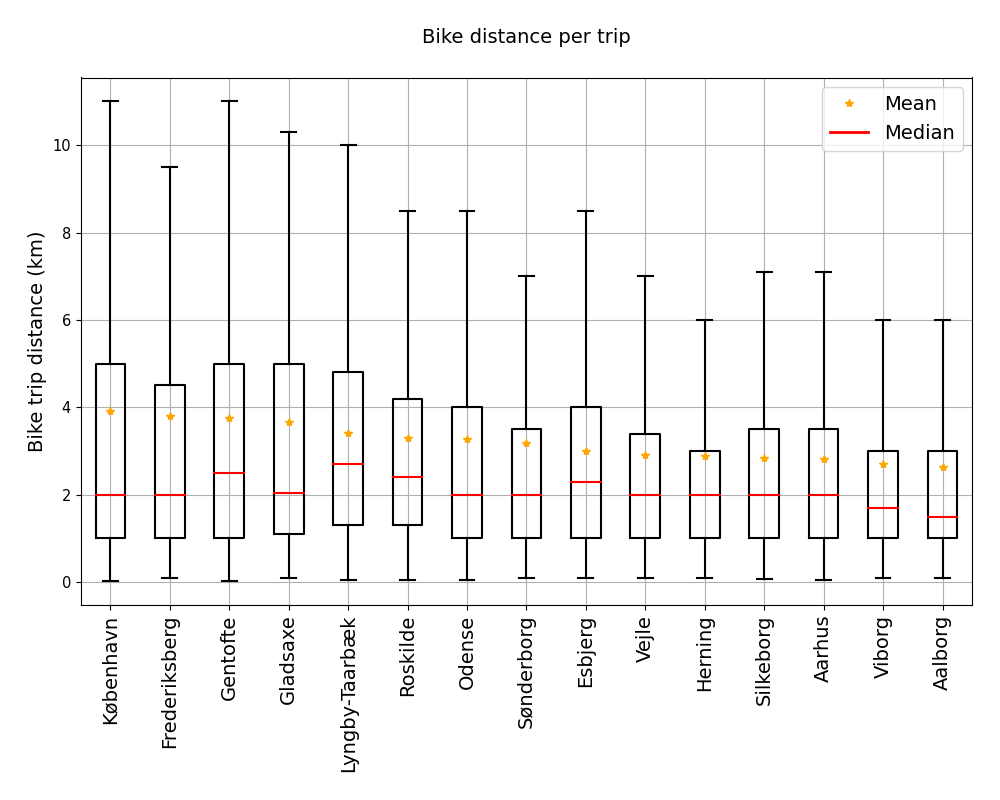 Bike distance per trip
Mean
Median
Bike trip distance (km)
10
8
6
4
2
0
København
Frederiksberg
Gentofte
Gladsaxe
Lyngby-Taarbæk
Roskilde
Odense
Sønderborg
Esbjerg
Vejle
Herning
Silkeborg
Aarhus
Viborg
Aalborg